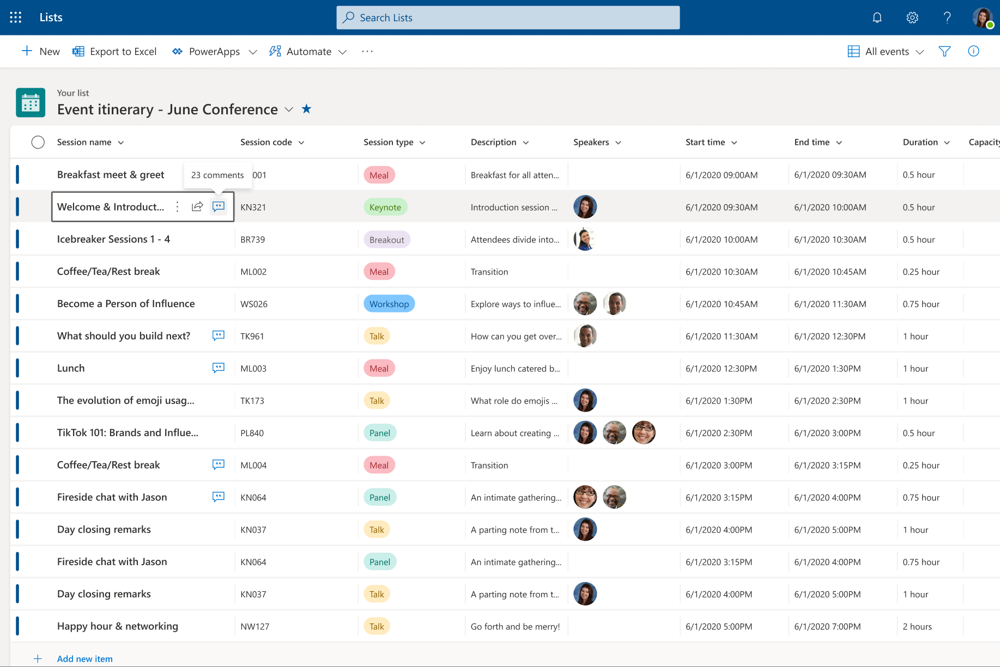 Lists
Search Lists
New Export to Excel PowerApps Automate All events
Your list
Event itinerary - June Conference
Session name Session code Session type Description Speakers Start time End time Duration Capacity
Breakfast meet & greet 23 comments 001 Meal Breakfast for all atten... 6/1/2020 09:00AM 6/1/2020 09:30AM 0.5 hour
Welcome & Introduct... KN321 Keynote Introduction session ... 6/1/2020 09:30AM 6/1/2020 10:00AM 0.5 hour
Icebreaker Sessions 1 - 4 BR739 Breakout Attendees divide into... 6/1/2020 10:00AM 6/1/2020 10:30AM 0.5 hour
Coffee/Tea/Rest break ML002 Meal Transition 6/1/2020 10:30AM 6/1/2020 10:45AM 0.25 hour
Become a Person of Influence WS026 Workshop Explore ways to influe... 6/1/2020 10:45AM 6/1/2020 11:30AM 0.75 hour
What should you build next? TK961 Talk How can you get over... 6/1/2020 11:30AM 6/1/2020 12:30PM 1 hour
Lunch ML003 Meal Enjoy lunch catered b... 6/1/2020 12:30PM 6/1/2020 1:30PM 1 hour
The evolution of emoji usag... TK173 Talk What role do emojis ... 6/1/2020 1:30PM 6/1/2020 2:30PM 1 hour
TikTok 101: Brands and Influe... PL840 Panel Learn about creating ... 6/1/2020 2:30PM 6/1/2020 3:00PM 0.5 hour
Coffee/Tea/Rest break ML004 Meal Transition 6/1/2020 3:00PM 6/1/2020 3:15PM 0.25 hour
Fireside chat with Jason KN064 Panel An intimate gathering... 6/1/2020 3:15PM 6/1/2020 4:00PM 0.75 hour
Day closing remarks KN037 Talk A parting note from t... 6/1/2020 4:00PM 6/1/2020 5:00PM 1 hour
Fireside chat with Jason KN064 Panel An intimate gathering... 6/1/2020 3:15PM 6/1/2020 4:00PM 0.75 hour
Day closing remarks KN037 Talk A parting note from t... 6/1/2020 4:00PM 6/1/2020 5:00PM 1 hour
Happy hour & networking NW127 Talk Go forth and be merry! 6/1/2020 5:00PM 6/1/2020 7:00PM 2 hours
Add new item